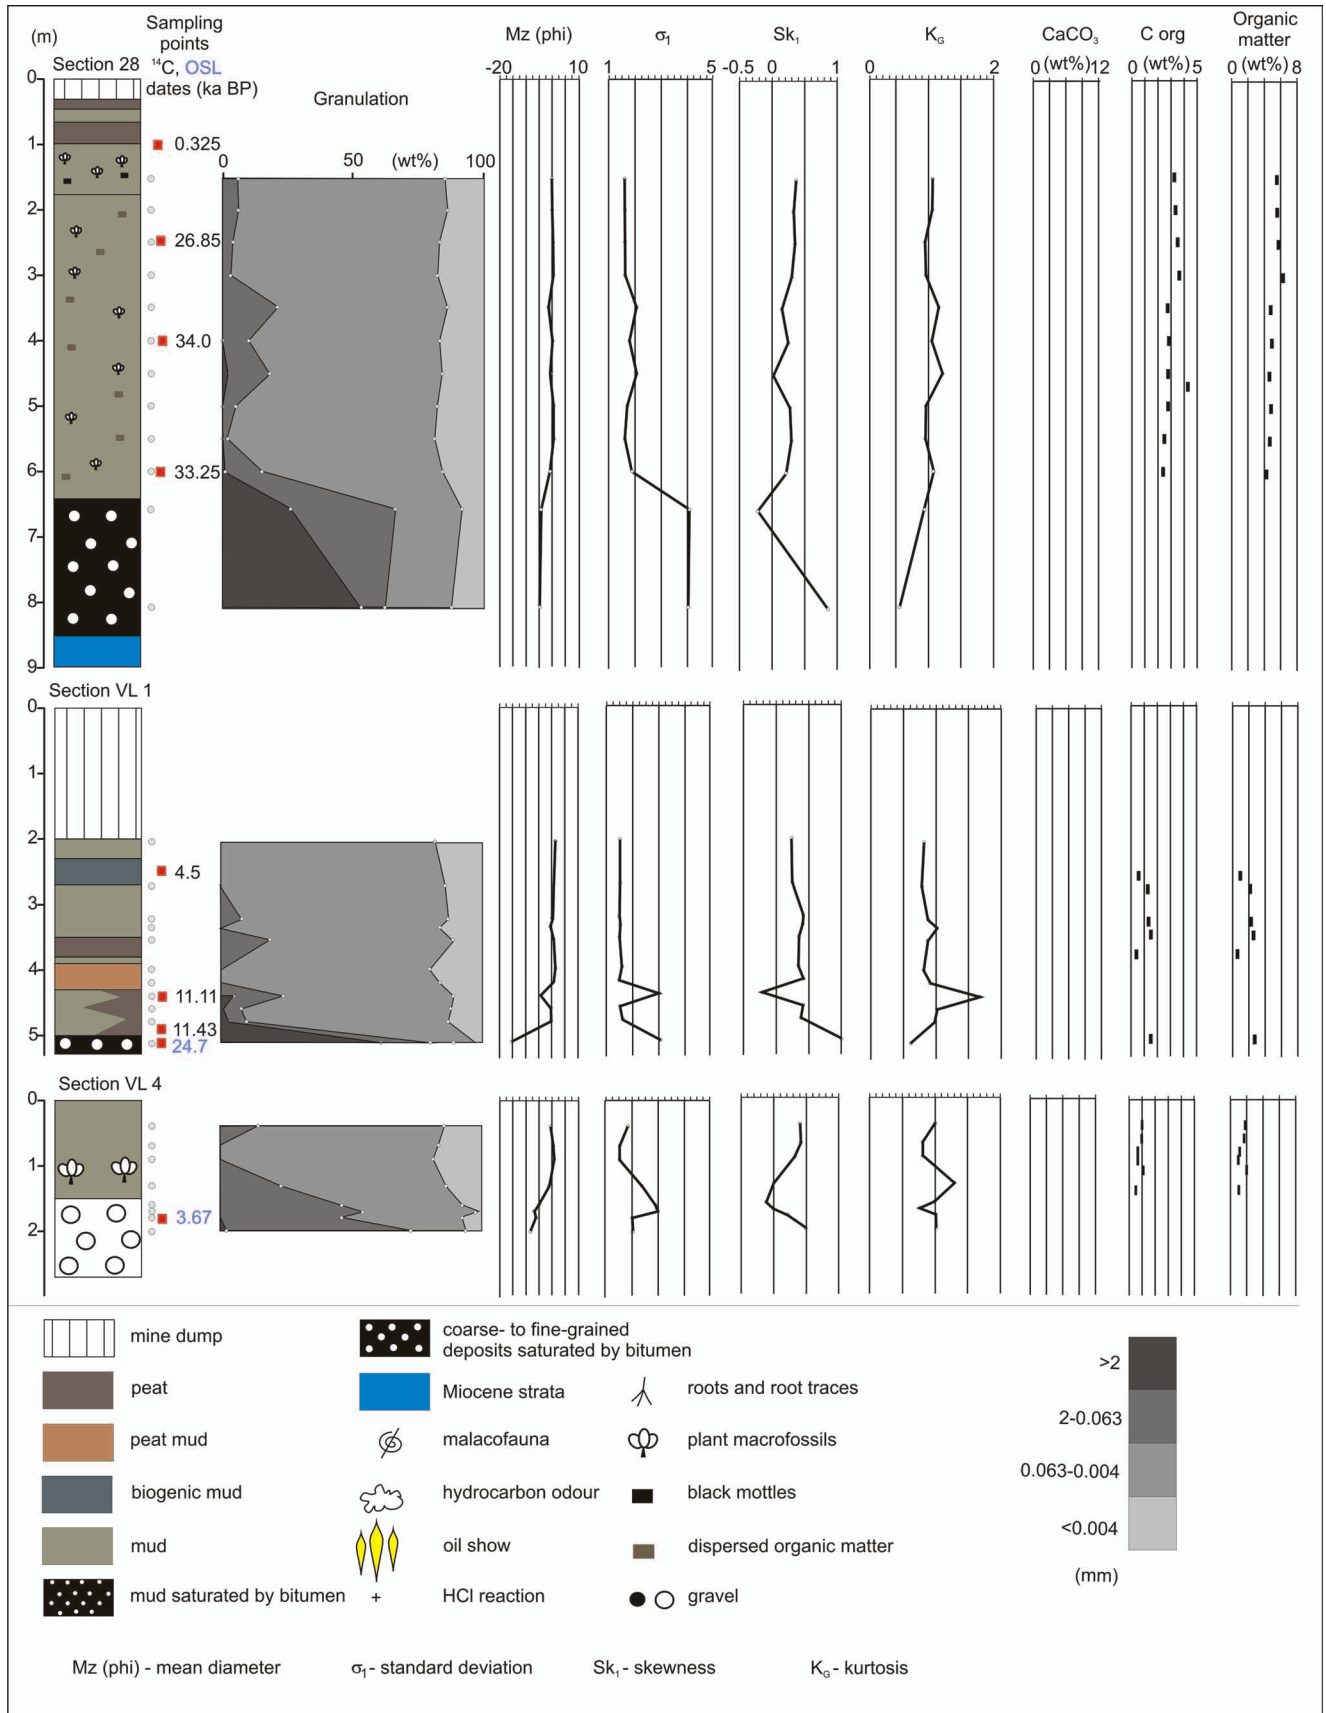 (m)
Sampling
points
¹⁴C, OSL
dates (ka BP)
Section 28
Granulation
0 50 (wt%) 100
Mz (phi)
-20 10
σ₁
1 5
Sk₁
-0.5 0 1
K_G
0 2
CaCO₃
0 (wt%) 12
C org
0 (wt%) 5
Organic
matter
0 (wt%) 8
0
1
2
3
4
5
6
7
8
9
0.325
26.85
34.0
33.25
Section VL 1
0
1
2
3
4
5
4.5
11.11
11.43
24.7
Section VL 4
0
1
2
3.67
mine dump
peat
peat mud
biogenic mud
mud
mud saturated by bitumen
coarse- to fine-grained
deposits saturated by bitumen
Miocene strata
malacofauna
hydrocarbon odour
oil show
+ HCl reaction
roots and root traces
plant macrofossils
black mottles
dispersed organic matter
gravel
>2
2-0.063
0.063-0.004
<0.004
(mm)
Mz (phi) - mean diameter
σ₁- standard deviation
Sk₁- skewness
K_G - kurtosis